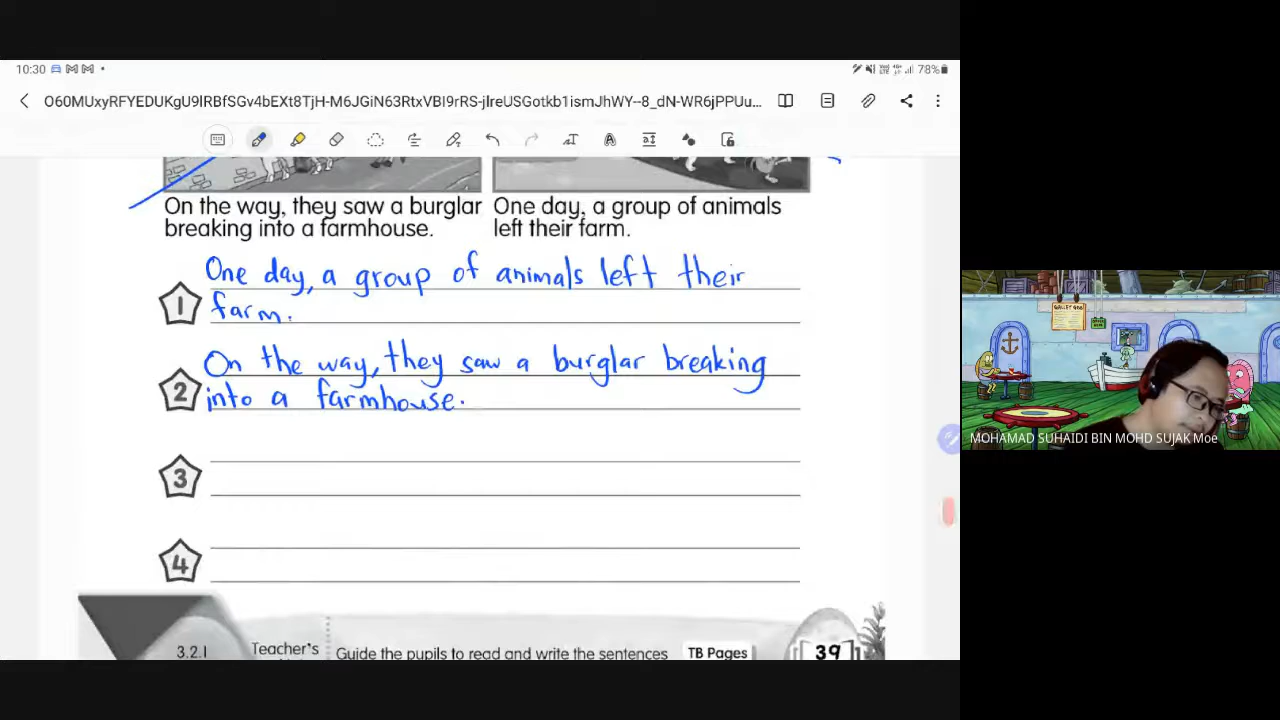 10:30
78%
O60MUxyRFYEDUKgU9lRBfSGv4bEXt8TjH-M6JGiN63RtxVBI9rRS-jlreUSGotkb1ismJhWY--8_dN-WR6jPPUu...
On the way, they saw a burglar
breaking into a farmhouse.
One day, a group of animals
left their farm.
One day, a group of animals left their
1
farm.
On the way, they saw a burglar breaking
2
into a farmhouse.
3
4
3.2.1
Teacher's
Guide the pupils to read and write the sentences
TB Pages
39
MOHAMAD SUHAIDI BIN MOHD SUJAK Moe